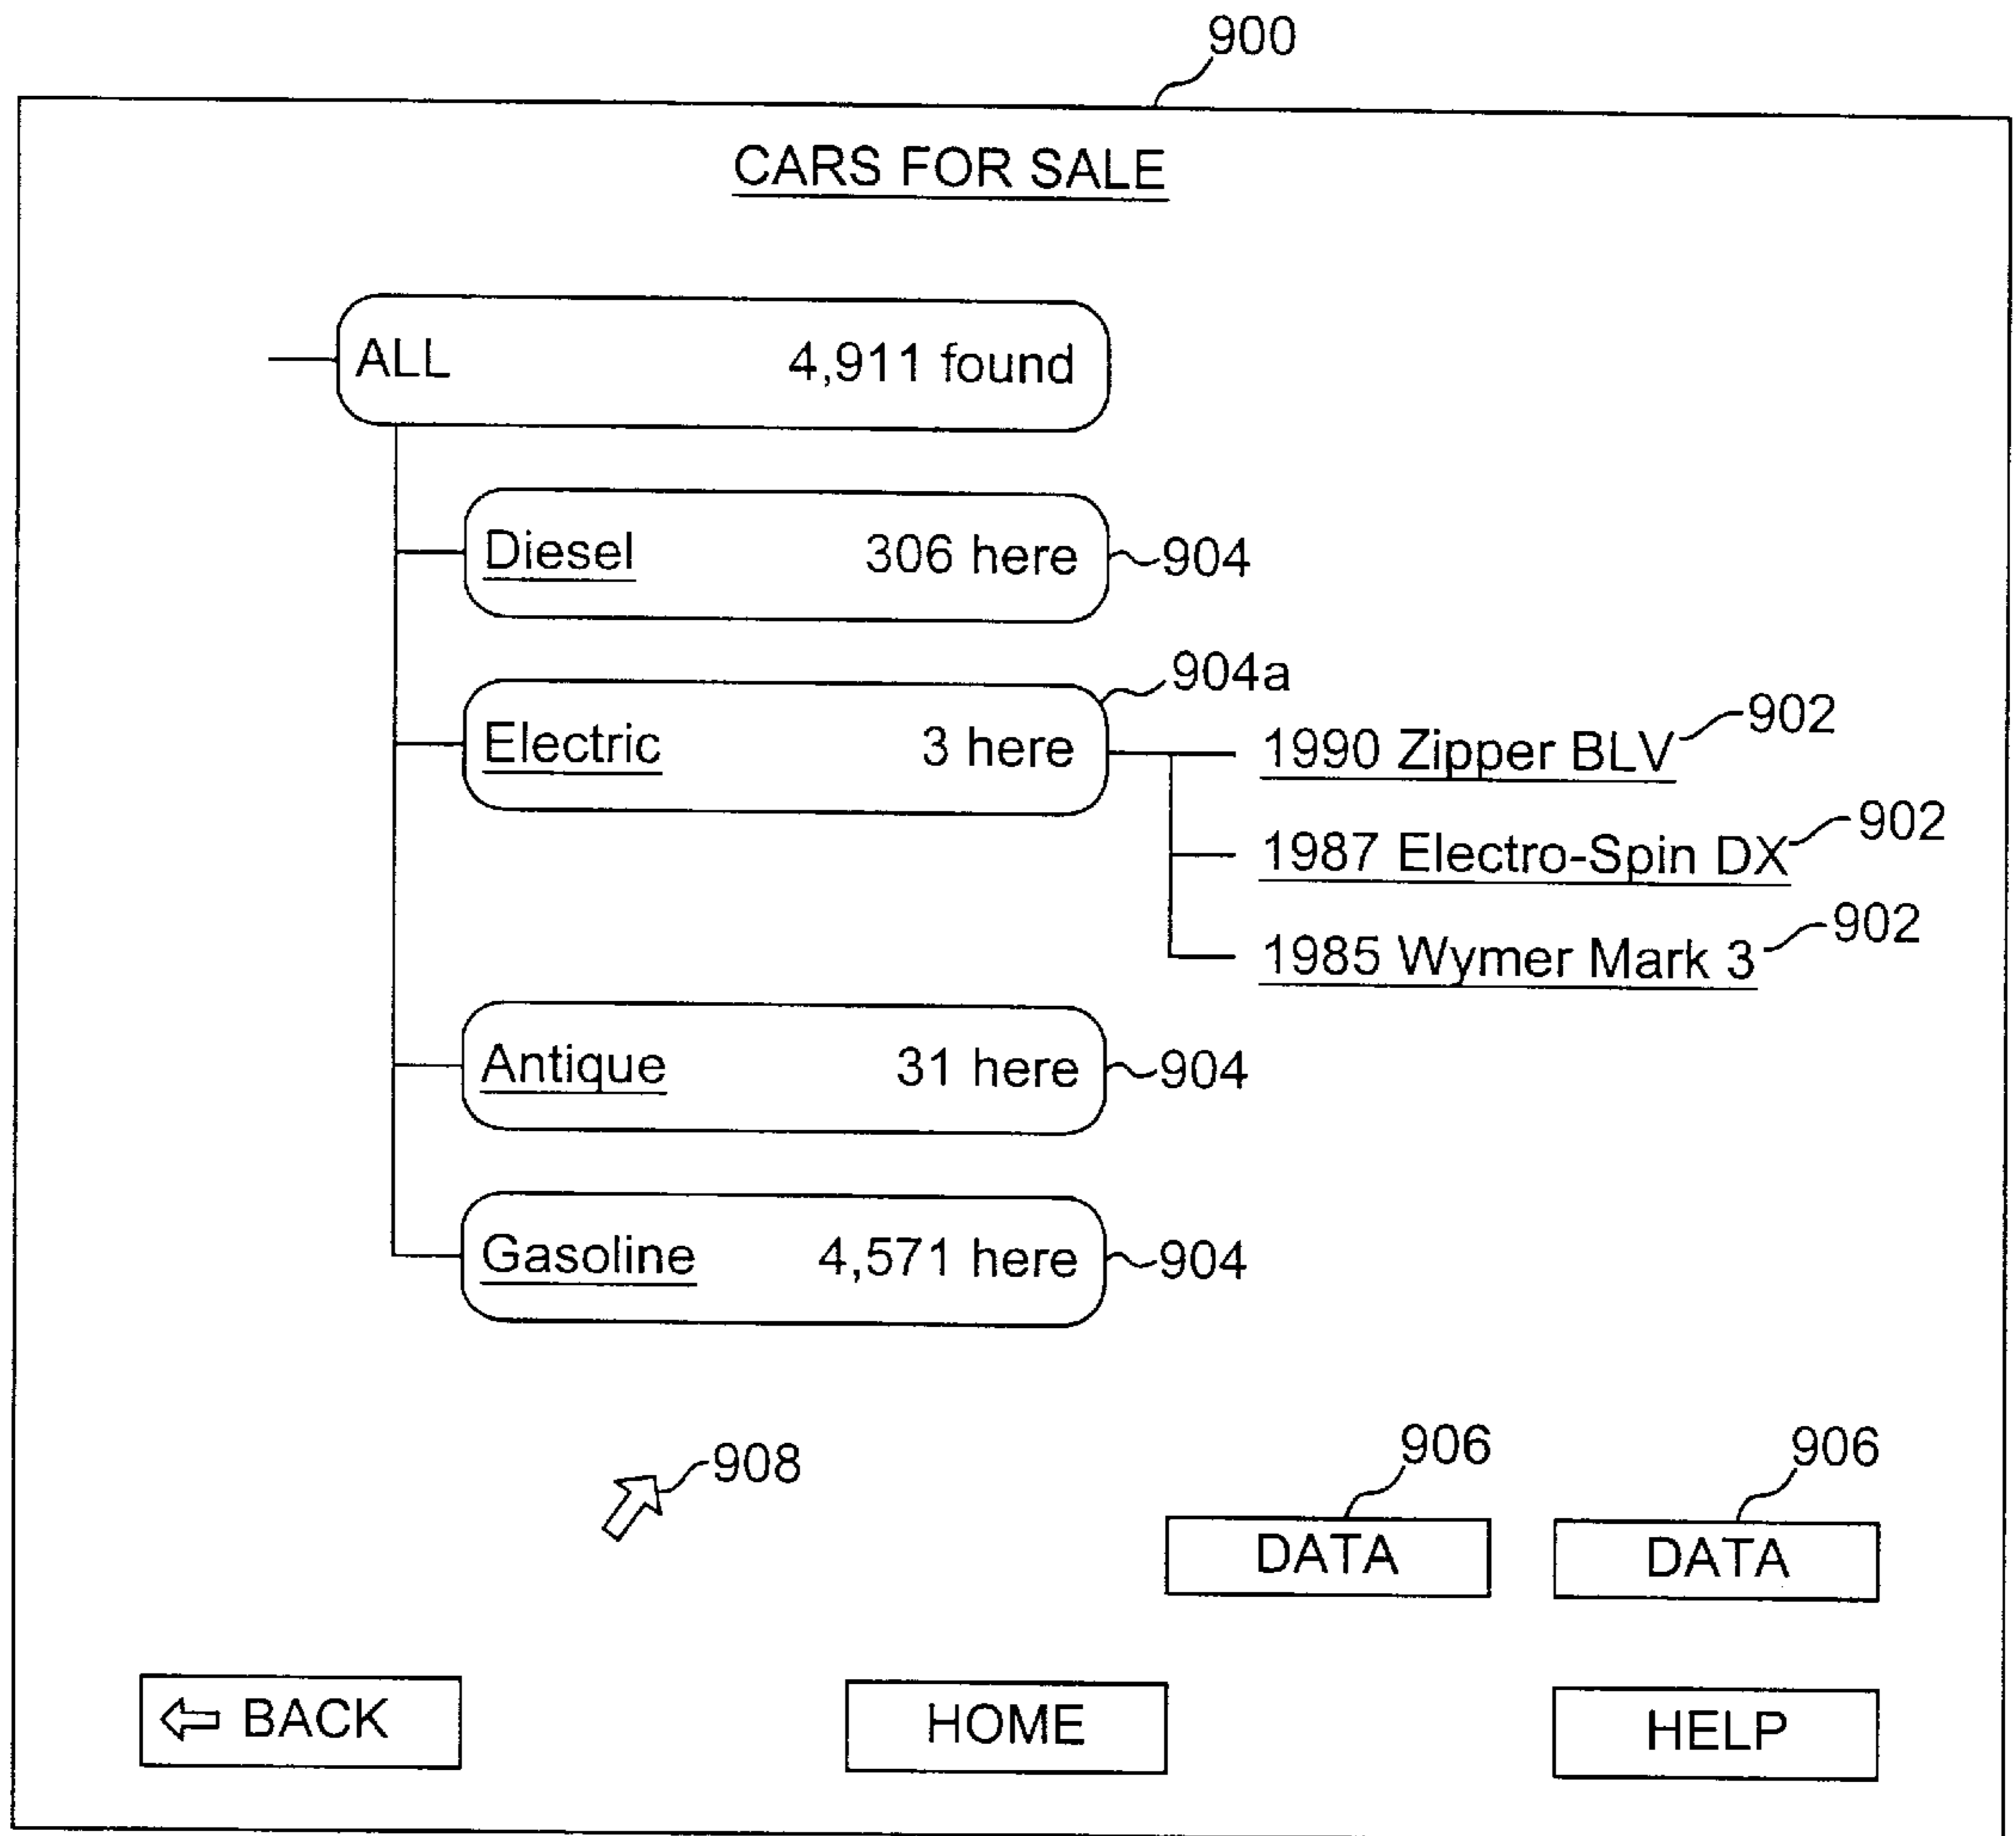 900
CARS FOR SALE
ALL 4,911 found
Diesel 306 here 904
904a
Electric 3 here
1990 Zipper BLV 902
1987 Electro-Spin DX 902
1985 Wymer Mark 3 902
Antique 31 here 904
Gasoline 4,571 here 904
908
906 906
DATA DATA
BACK HOME HELP